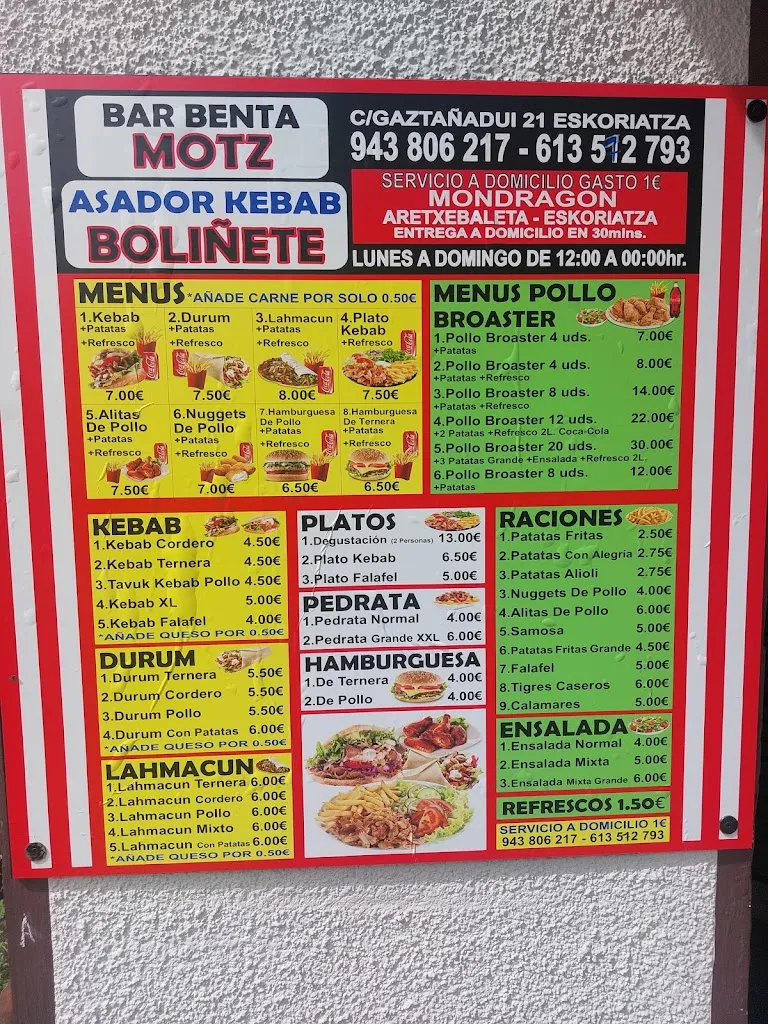 BAR BENTA
MOTZ
ASADOR KEBAB
BOLIÑETE
C/GAZTAÑADUI 21 ESKORIATZA
943 806 217 - 613 512 793
SERVICIO A DOMICILIO GASTO 1€
MONDRAGON
ARETXEBALETA - ESKORIATZA
ENTREGA A DOMICILIO EN 30mins.
LUNES A DOMINGO DE 12:00 A 00:00hr.
MENUS *AÑADE CARNE POR SOLO 0.50€
1.Kebab
+Patatas
+Refresco
7.00€
2.Durum
+Patatas
+Refresco
7.50€
3.Lahmacun
+Patatas
+Refresco
8.00€
4.Plato
Kebab
+Refresco
7.50€
5.Alitas
De Pollo
+Patatas
+Refresco
7.50€
6.Nuggets
De Pollo
+Patatas
+Refresco
7.00€
7.Hamburguesa
De Pollo
+Patatas
+Refresco
6.50€
8.Hamburguesa
De Ternera
+Patatas
+Refresco
6.50€
MENUS POLLO
BROASTER
1.Pollo Broaster 4 uds. 7.00€
+Patatas
2.Pollo Broaster 4 uds. 8.00€
+Patatas +Refresco
3.Pollo Broaster 8 uds. 14.00€
+Patatas +Refresco
4.Pollo Broaster 12 uds. 22.00€
+2 Patatas +Refresco 2L. Coca-Cola
5.Pollo Broaster 20 uds. 30.00€
+3 Patatas Grande +Ensalada +Refresco 2L.
6.Pollo Broaster 8 uds. 12.00€
+Patatas
KEBAB
1.Kebab Cordero 4.50€
2.Kebab Ternera 4.50€
3.Tavuk Kebab Pollo 4.50€
4.Kebab XL 5.00€
5.Kebab Falafel 4.00€
*AÑADE QUESO POR 0.50€
DURUM
1.Durum Ternera 5.50€
2.Durum Cordero 5.50€
3.Durum Pollo 5.50€
4.Durum Con Patatas 6.00€
*AÑADE QUESO POR 0.50€
LAHMACUN
1.Lahmacun Ternera 6.00€
2.Lahmacun Cordero 6.00€
3.Lahmacun Pollo 6.00€
4.Lahmacun Mixto 6.00€
5.Lahmacun Con Patatas 6.00€
*AÑADE QUESO POR 0.50€
PLATOS
1.Degustación (2 Personas) 13.00€
2.Plato Kebab 6.50€
3.Plato Falafel 5.00€
PEDRATA
1.Pedrata Normal 4.00€
2.Pedrata Grande XXL 6.00€
HAMBURGUESA
1.De Ternera 4.00€
2.De Pollo 4.00€
RACIONES
1.Patatas Fritas 2.50€
2.Patatas Con Alegria 2.75€
3.Patatas Alioli 2.75€
3.Nuggets De Pollo 4.00€
4.Alitas De Pollo 6.00€
5.Samosa 5.00€
6.Patatas Fritas Grande 4.50€
7.Falafel 5.00€
8.Tigres Caseros 6.00€
9.Calamares 5.00€
ENSALADA
1.Ensalada Normal 4.00€
2.Ensalada Mixta 5.00€
3.Ensalada Mixta Grande 6.00€
REFRESCOS 1.50€
SERVICIO A DOMICILIO 1€
943 806 217 - 613 512 793